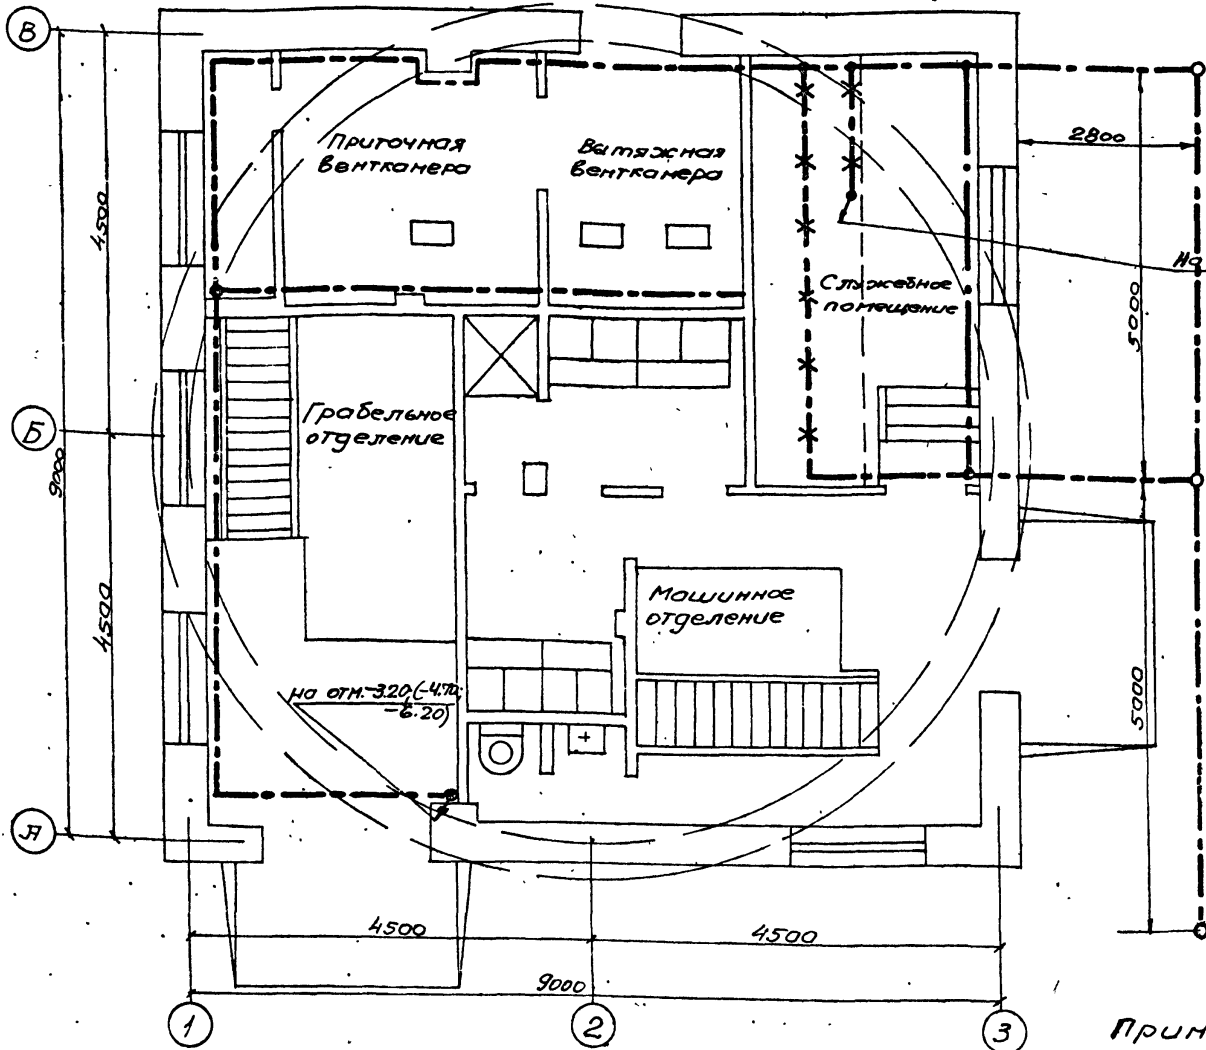 В
Приточная
венткамера
Вытяжная
венткамера
2800
4500
На
Служебное
помещение
5000
Грабельное
отделение
Б
9000
4500
Машинное
отделение
на отм.-3.20(-4.70;
-6.20)
5000
А
4500
4500
9000
1
2
3
Прим